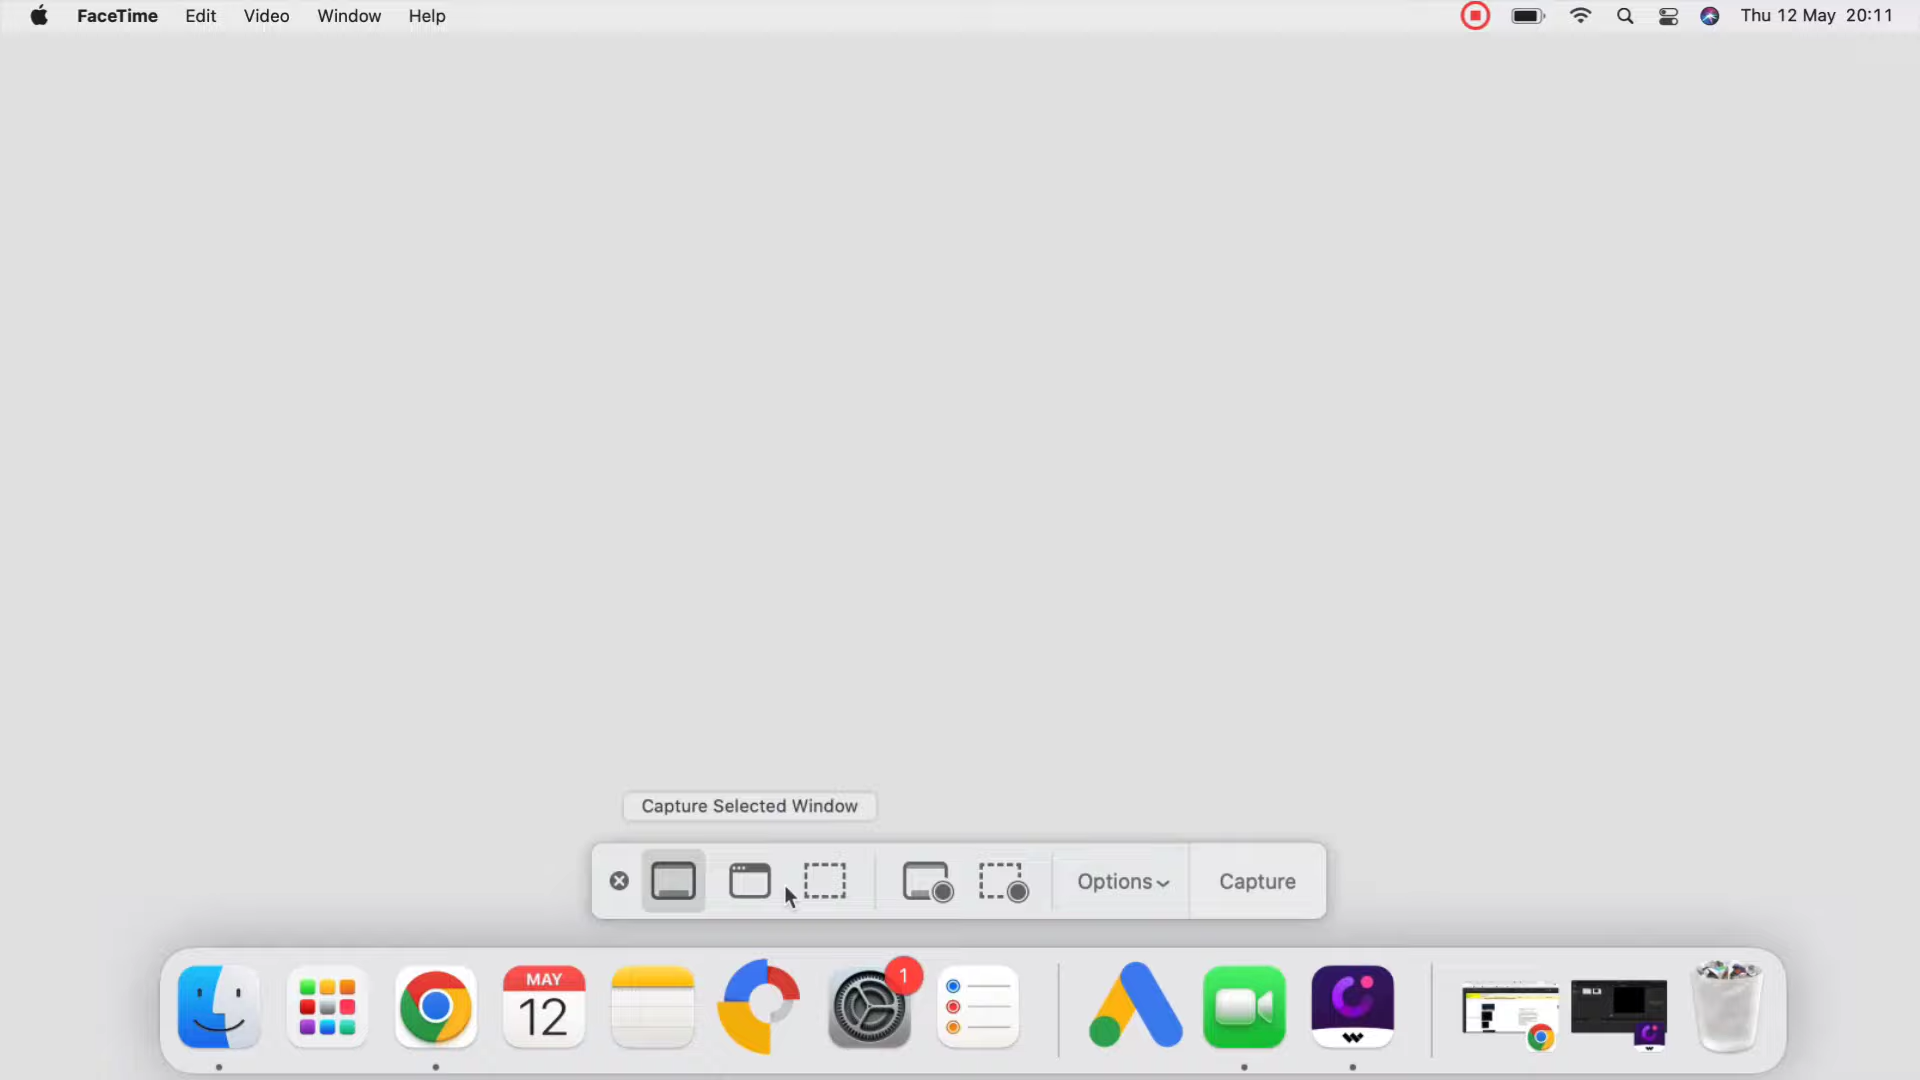 FaceTime Edit Video Window Help Thu 12 May 20:11
Capture Selected Window
Options Capture
MAY
12
1